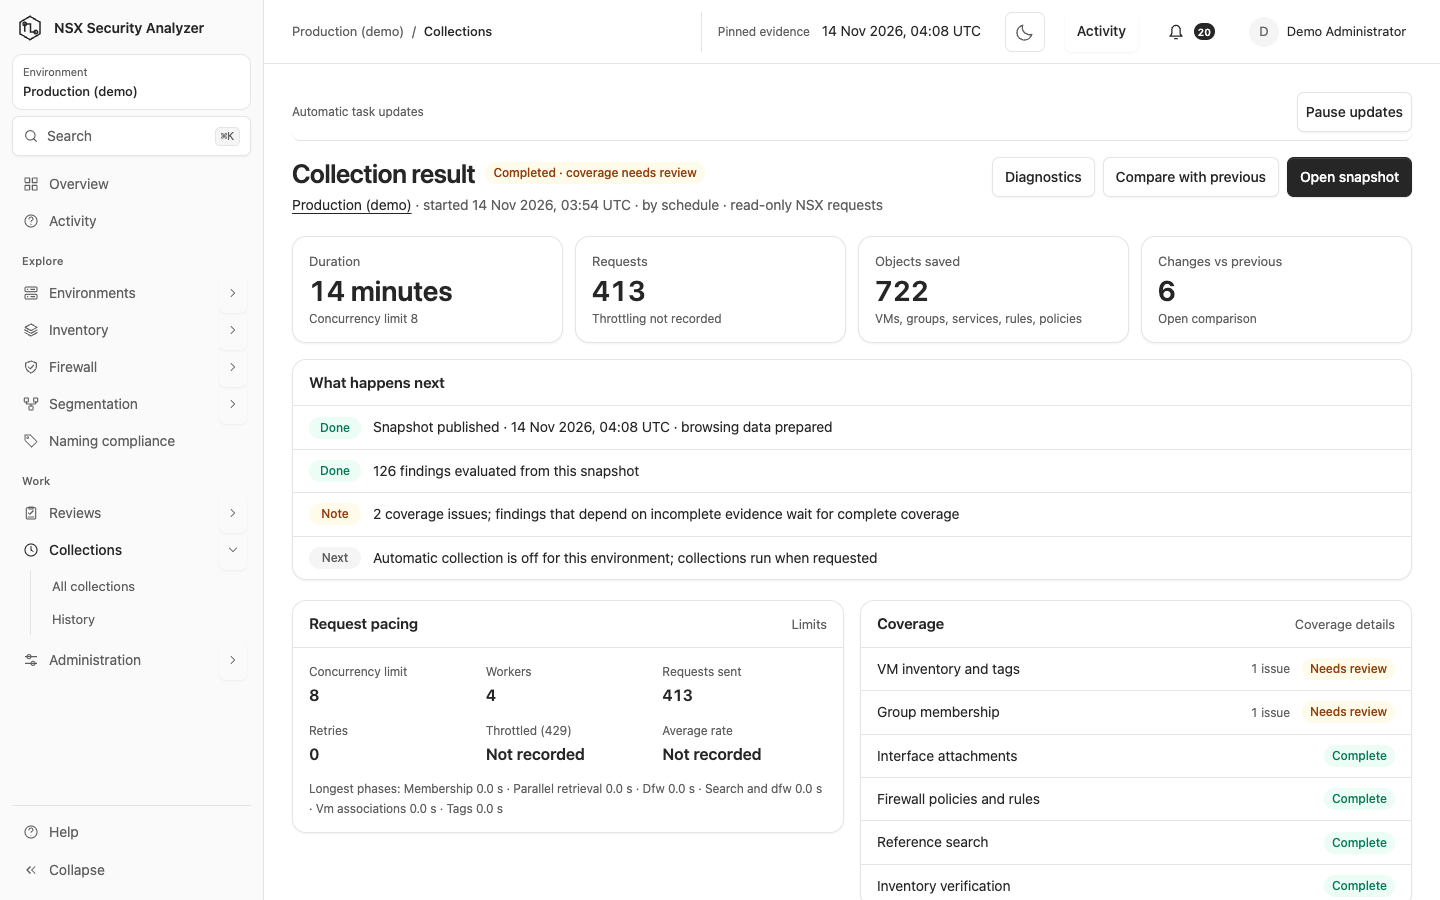 NSX Security Analyzer
Environment
Production (demo)
Search
⌘K
Overview
Activity
Explore
Environments
Inventory
Firewall
Segmentation
Naming compliance
Work
Reviews
Collections
All collections
History
Administration
Help
Collapse
Production (demo) / Collections
Pinned evidence 14 Nov 2026, 04:08 UTC
Activity
20
D Demo Administrator
Automatic task updates
Pause updates
Collection result Completed · coverage needs review
Production (demo) · started 14 Nov 2026, 03:54 UTC · by schedule · read-only NSX requests
Diagnostics
Compare with previous
Open snapshot
Duration
14 minutes
Concurrency limit 8
Requests
413
Throttling not recorded
Objects saved
722
VMs, groups, services, rules, policies
Changes vs previous
6
Open comparison
What happens next
Done Snapshot published · 14 Nov 2026, 04:08 UTC · browsing data prepared
Done 126 findings evaluated from this snapshot
Note 2 coverage issues; findings that depend on incomplete evidence wait for complete coverage
Next Automatic collection is off for this environment; collections run when requested
Request pacing Limits
Concurrency limit Workers Requests sent
8 4 413
Retries Throttled (429) Average rate
0 Not recorded Not recorded
Longest phases: Membership 0.0 s · Parallel retrieval 0.0 s · Dfw 0.0 s · Search and dfw 0.0 s
· Vm associations 0.0 s · Tags 0.0 s
Coverage Coverage details
VM inventory and tags 1 issue Needs review
Group membership 1 issue Needs review
Interface attachments Complete
Firewall policies and rules Complete
Reference search Complete
Inventory verification Complete